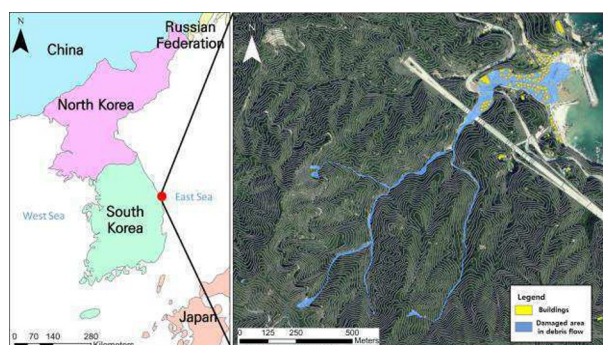 N
China
Russian
Federation
North Korea
East Sea
West Sea
South
Korea
Japan
0 70 140 280
Kilometers
N
Legend
Buildings
Damaged area
in debris flow
0 125 250 500
Meters